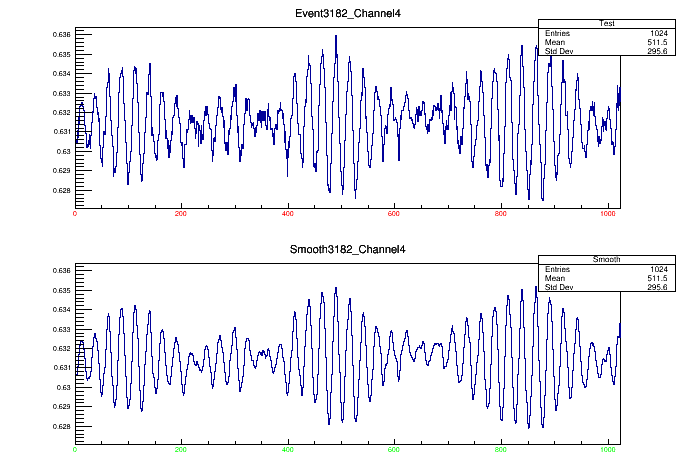 Event3182_Channel4
Test
Entries 1024
Mean 511.5
Std Dev 295.6
0.636
0.635
0.634
0.633
0.632
0.631
0.63
0.629
0.628
0 200 400 600 800 1000
Smooth3182_Channel4
Smooth
Entries 1024
Mean 511.5
Std Dev 295.6
0.636
0.635
0.634
0.633
0.632
0.631
0.63
0.629
0.628
0 200 400 600 800 1000